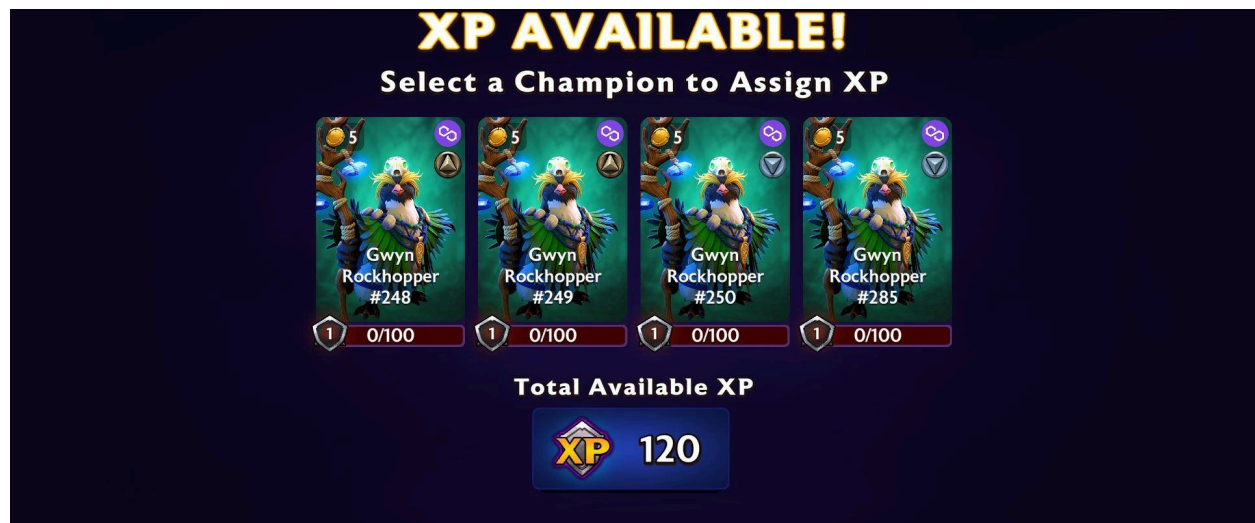 XP AVAILABLE!
Select a Champion to Assign XP
5
Gwyn
Rockhopper
#248
1
0/100
5
Gwyn
Rockhopper
#249
1
0/100
5
Gwyn
Rockhopper
#250
1
0/100
5
Gwyn
Rockhopper
#285
1
0/100
Total Available XP
XP 120